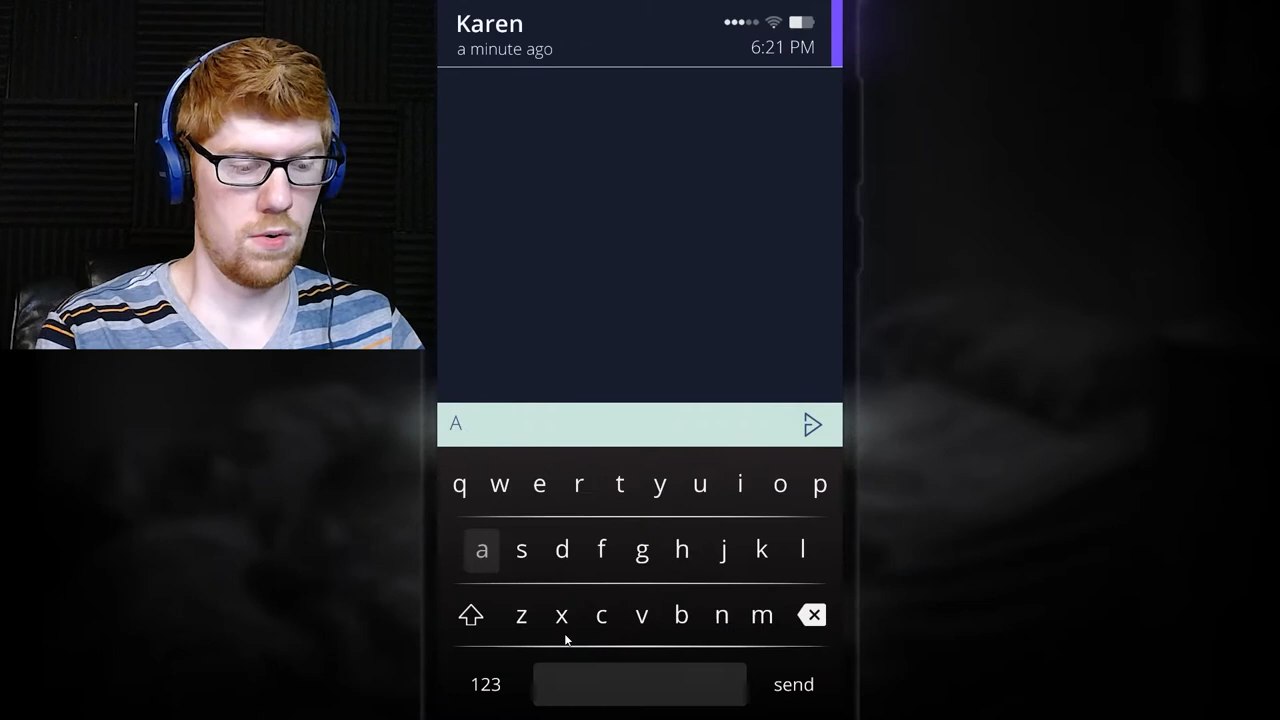 Karen
a minute ago
6:21 PM
A
q w e r t y u i o p
a s d f g h j k l
z x c v b n m
123
send